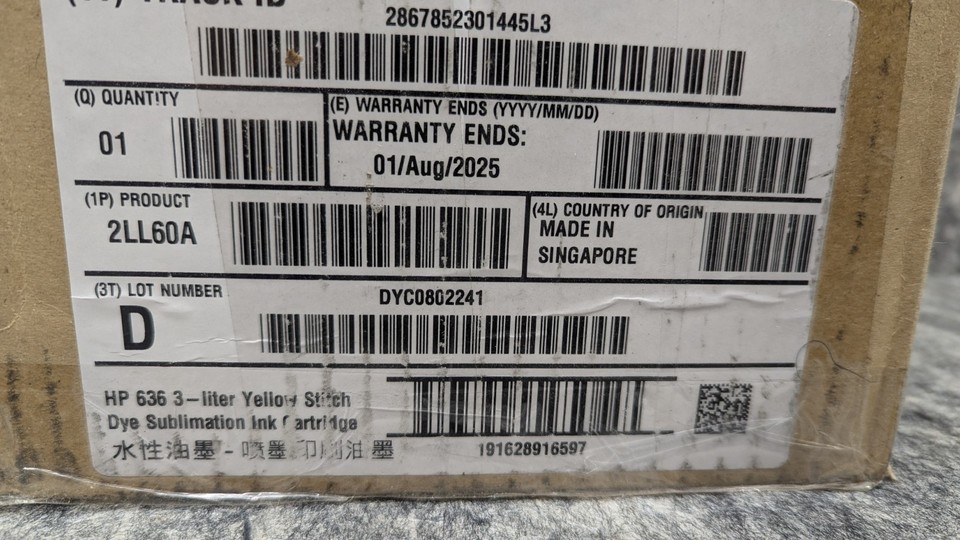 TRACK ID
2867852301445L3
(Q) QUANTITY
01
(E) WARRANTY ENDS (YYYY/MM/DD)
WARRANTY ENDS:
01/Aug/2025
(1P) PRODUCT
2LL60A
(4L) COUNTRY OF ORIGIN
MADE IN
SINGAPORE
(3T) LOT NUMBER
D
DYC0802241
HP 636 3-liter Yellow Stitch
Dye Sublimation Ink Cartridge
水性油墨 - 喷墨印刷油墨
191628916597